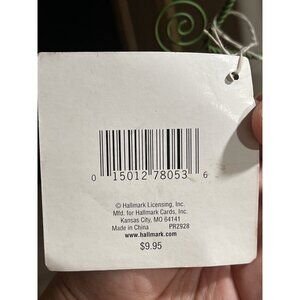 0 15012 78053 6
© Hallmark Licensing, Inc.
Mfd. for Hallmark Cards, Inc.
Kansas City, MO 64141
Made in China PRZ928
www.hallmark.com
$9.95